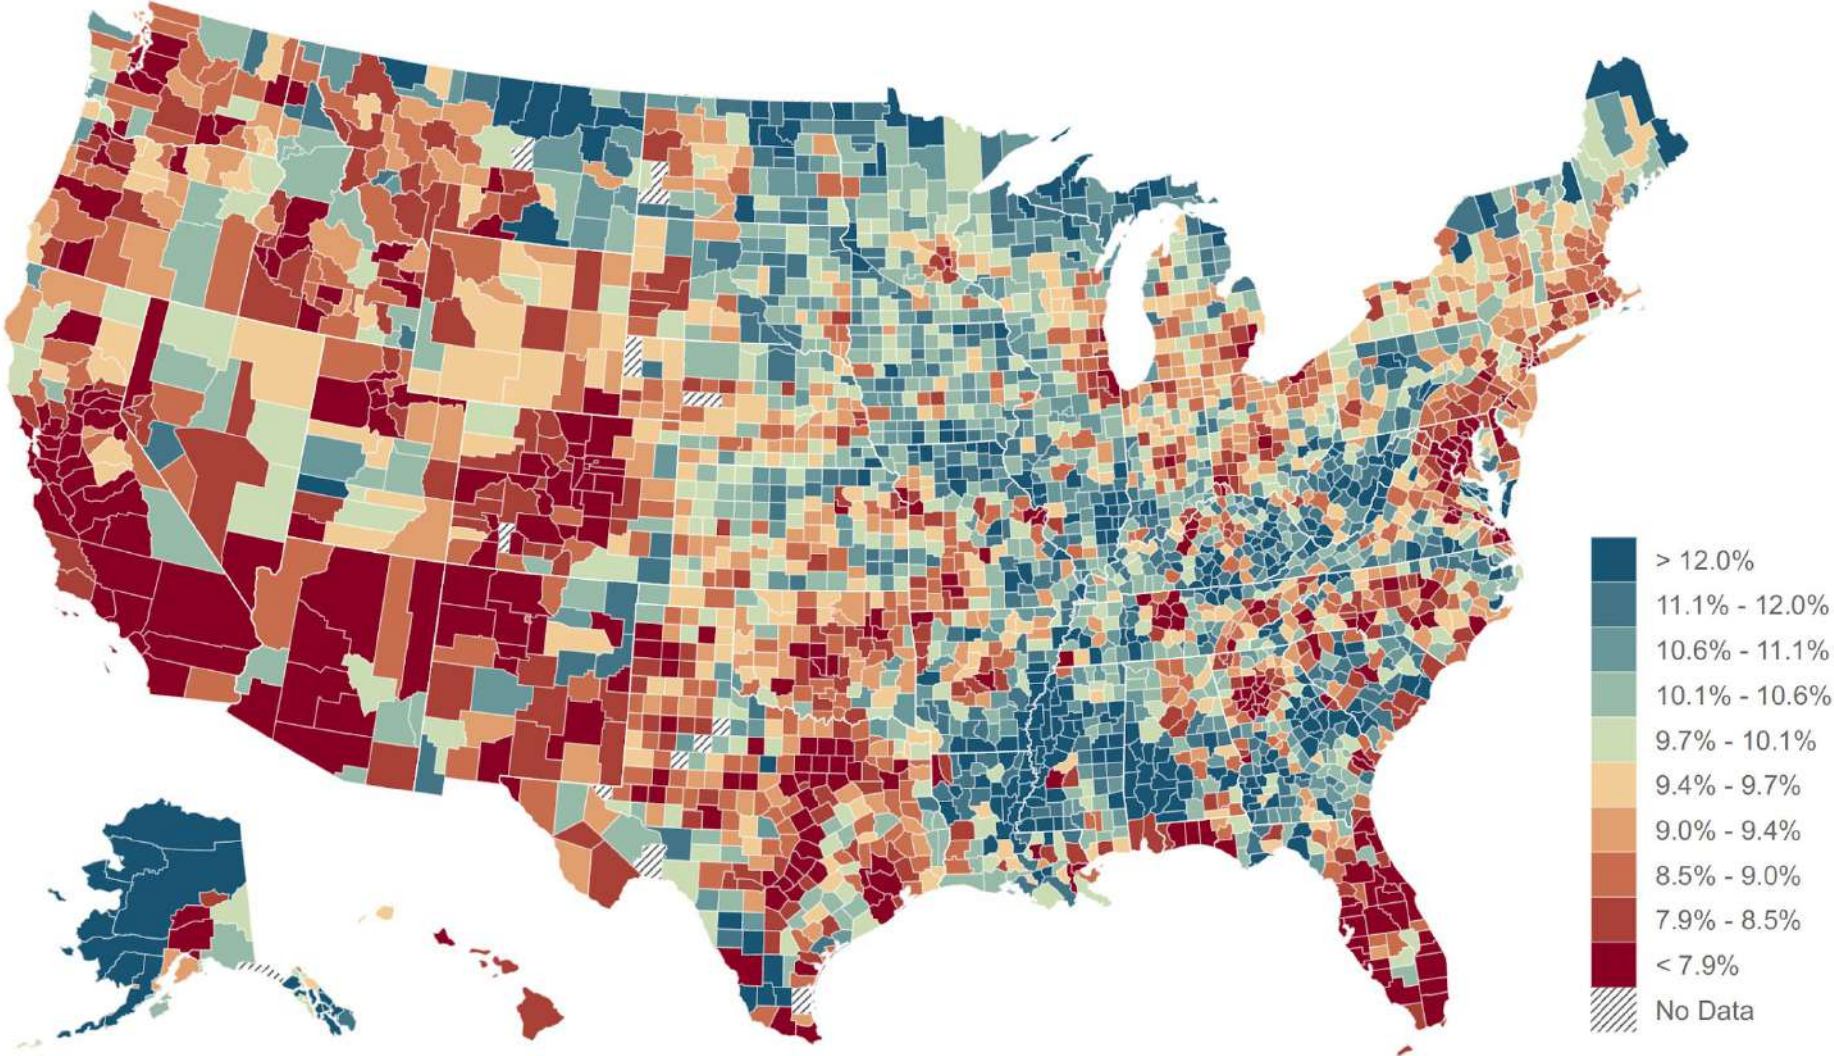 > 12.0%
11.1% - 12.0%
10.6% - 11.1%
10.1% - 10.6%
9.7% - 10.1%
9.4% - 9.7%
9.0% - 9.4%
8.5% - 9.0%
7.9% - 8.5%
< 7.9%
No Data